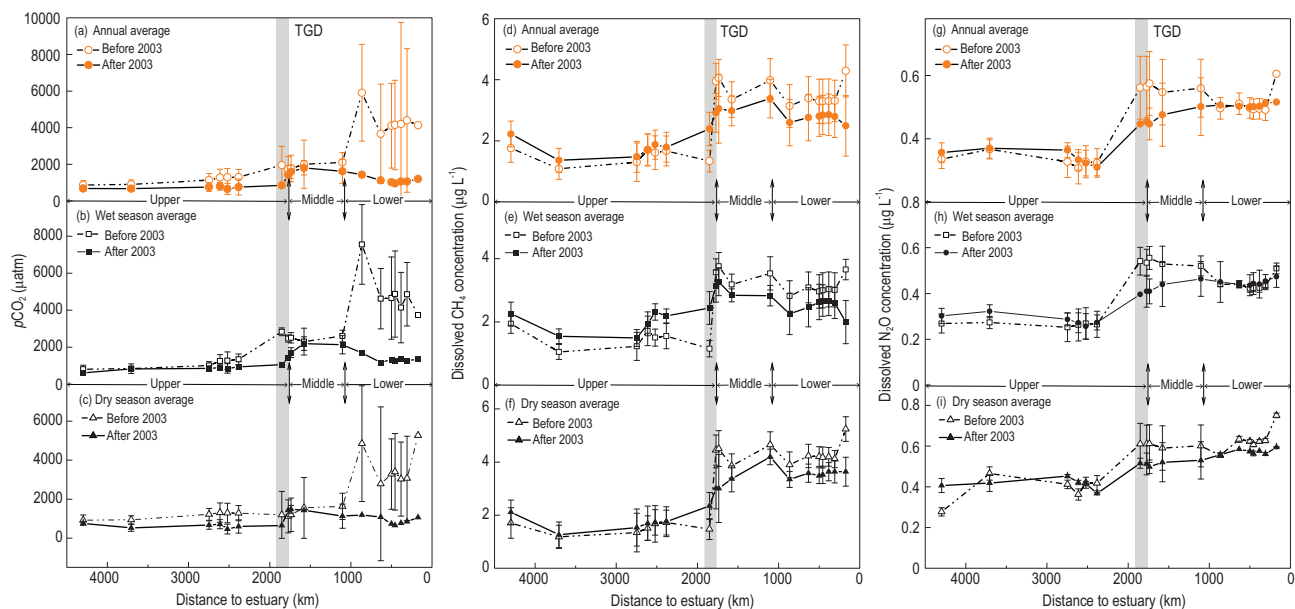 (a) Annual average
Before 2003
After 2003
TGD
10000
8000
6000
4000
2000
0
Upper
Middle
Lower
(b) Wet season average
Before 2003
After 2003
8000
6000
4000
2000
0
Upper
Middle
Lower
(c) Dry season average
Before 2003
After 2003
6000
4000
2000
0
pCO2 (µatm)
4000 3000 2000 1000 0
Distance to estuary (km)
(d) Annual average
Before 2003
After 2003
6
4
2
0
Upper
Middle
Lower
(e) Wet season average
Before 2003
After 2003
4
2
0
Upper
Middle
Lower
(f) Dry season average
Before 2003
After 2003
6
4
2
0
Dissolved CH4 concentration (µg L-1)
4000 3000 2000 1000 0
Distance to estuary (km)
(g) Annual average
Before 2003
After 2003
TGD
0.6
0.4
0.8
Upper
Middle
Lower
(h) Wet season average
Before 2003
After 2003
0.6
0.4
0.2
0
Upper
Middle
Lower
(i) Dry season average
Before 2003
After 2003
0.8
0.6
0.4
0.2
0
Dissolved N2O concentration (µg L-1)
4000 3000 2000 1000 0
Distance to estuary (km)